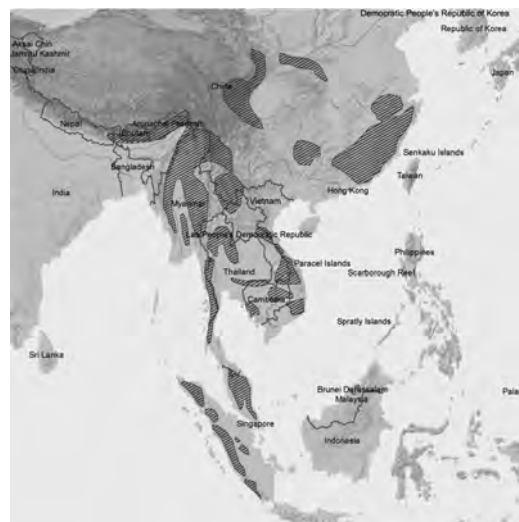 Democratic People's Republic of Korea
Republic of Korea
Aksai Chin
Jammu Kashmir
Japan
China
Nepal
Arunachal Pradesh
Bhutan
Bangladesh
Senkaku Islands
Taiwan
India
Hong Kong
Myanmar
Vietnam
Lao People's Democratic Republic
Philippines
Paracel Islands
Thailand
Scarborough Reef
Cambodia
Spratly Islands
Sri Lanka
Brunei Darussalam
Malaysia
Pala
Singapore
Indonesia